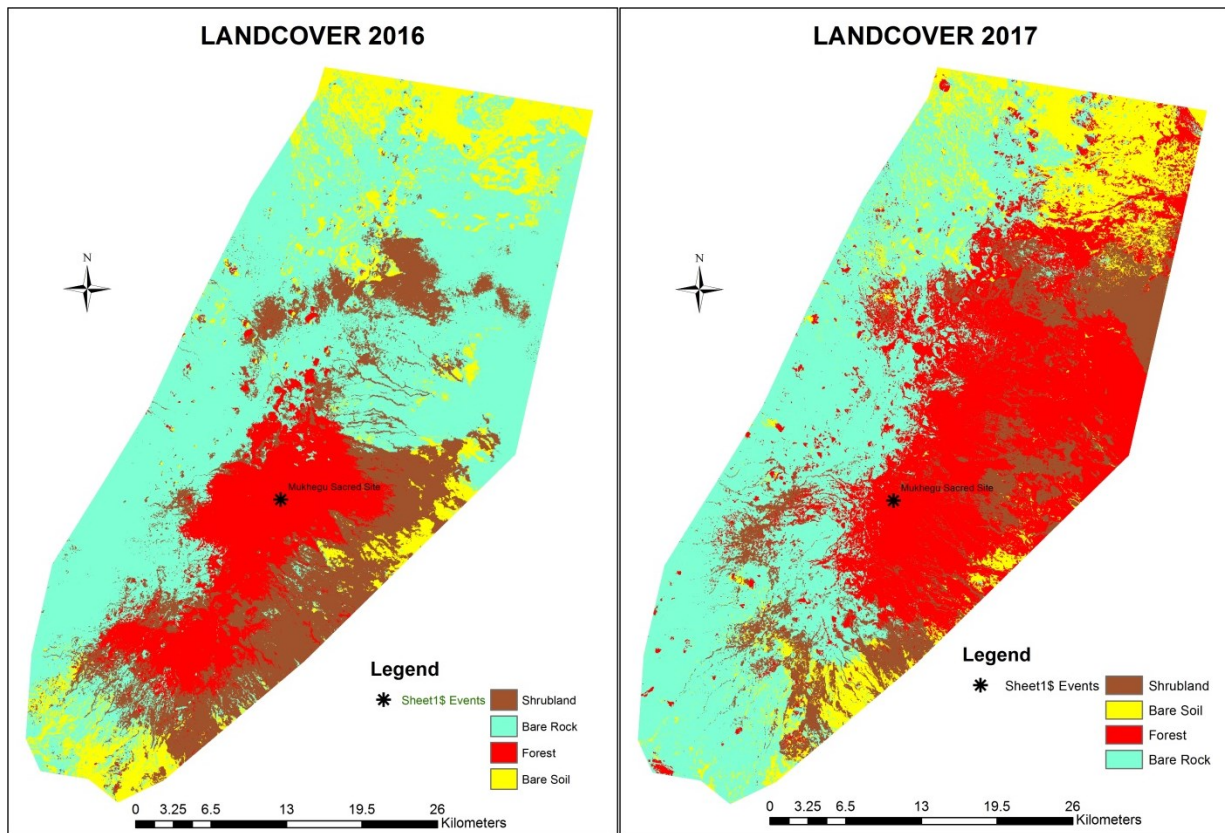 LANDCOVER 2016
N
Mukhegu Sacred Site
Legend
Sheet1$ Events
Shrubland
Bare Rock
Forest
Bare Soil
0 3.25 6.5 13 19.5 26
Kilometers
LANDCOVER 2017
N
Mukhegu Sacred Site
Legend
Sheet1$ Events
Shrubland
Bare Soil
Forest
Bare Rock
0 3.25 6.5 13 19.5 26
Kilometers